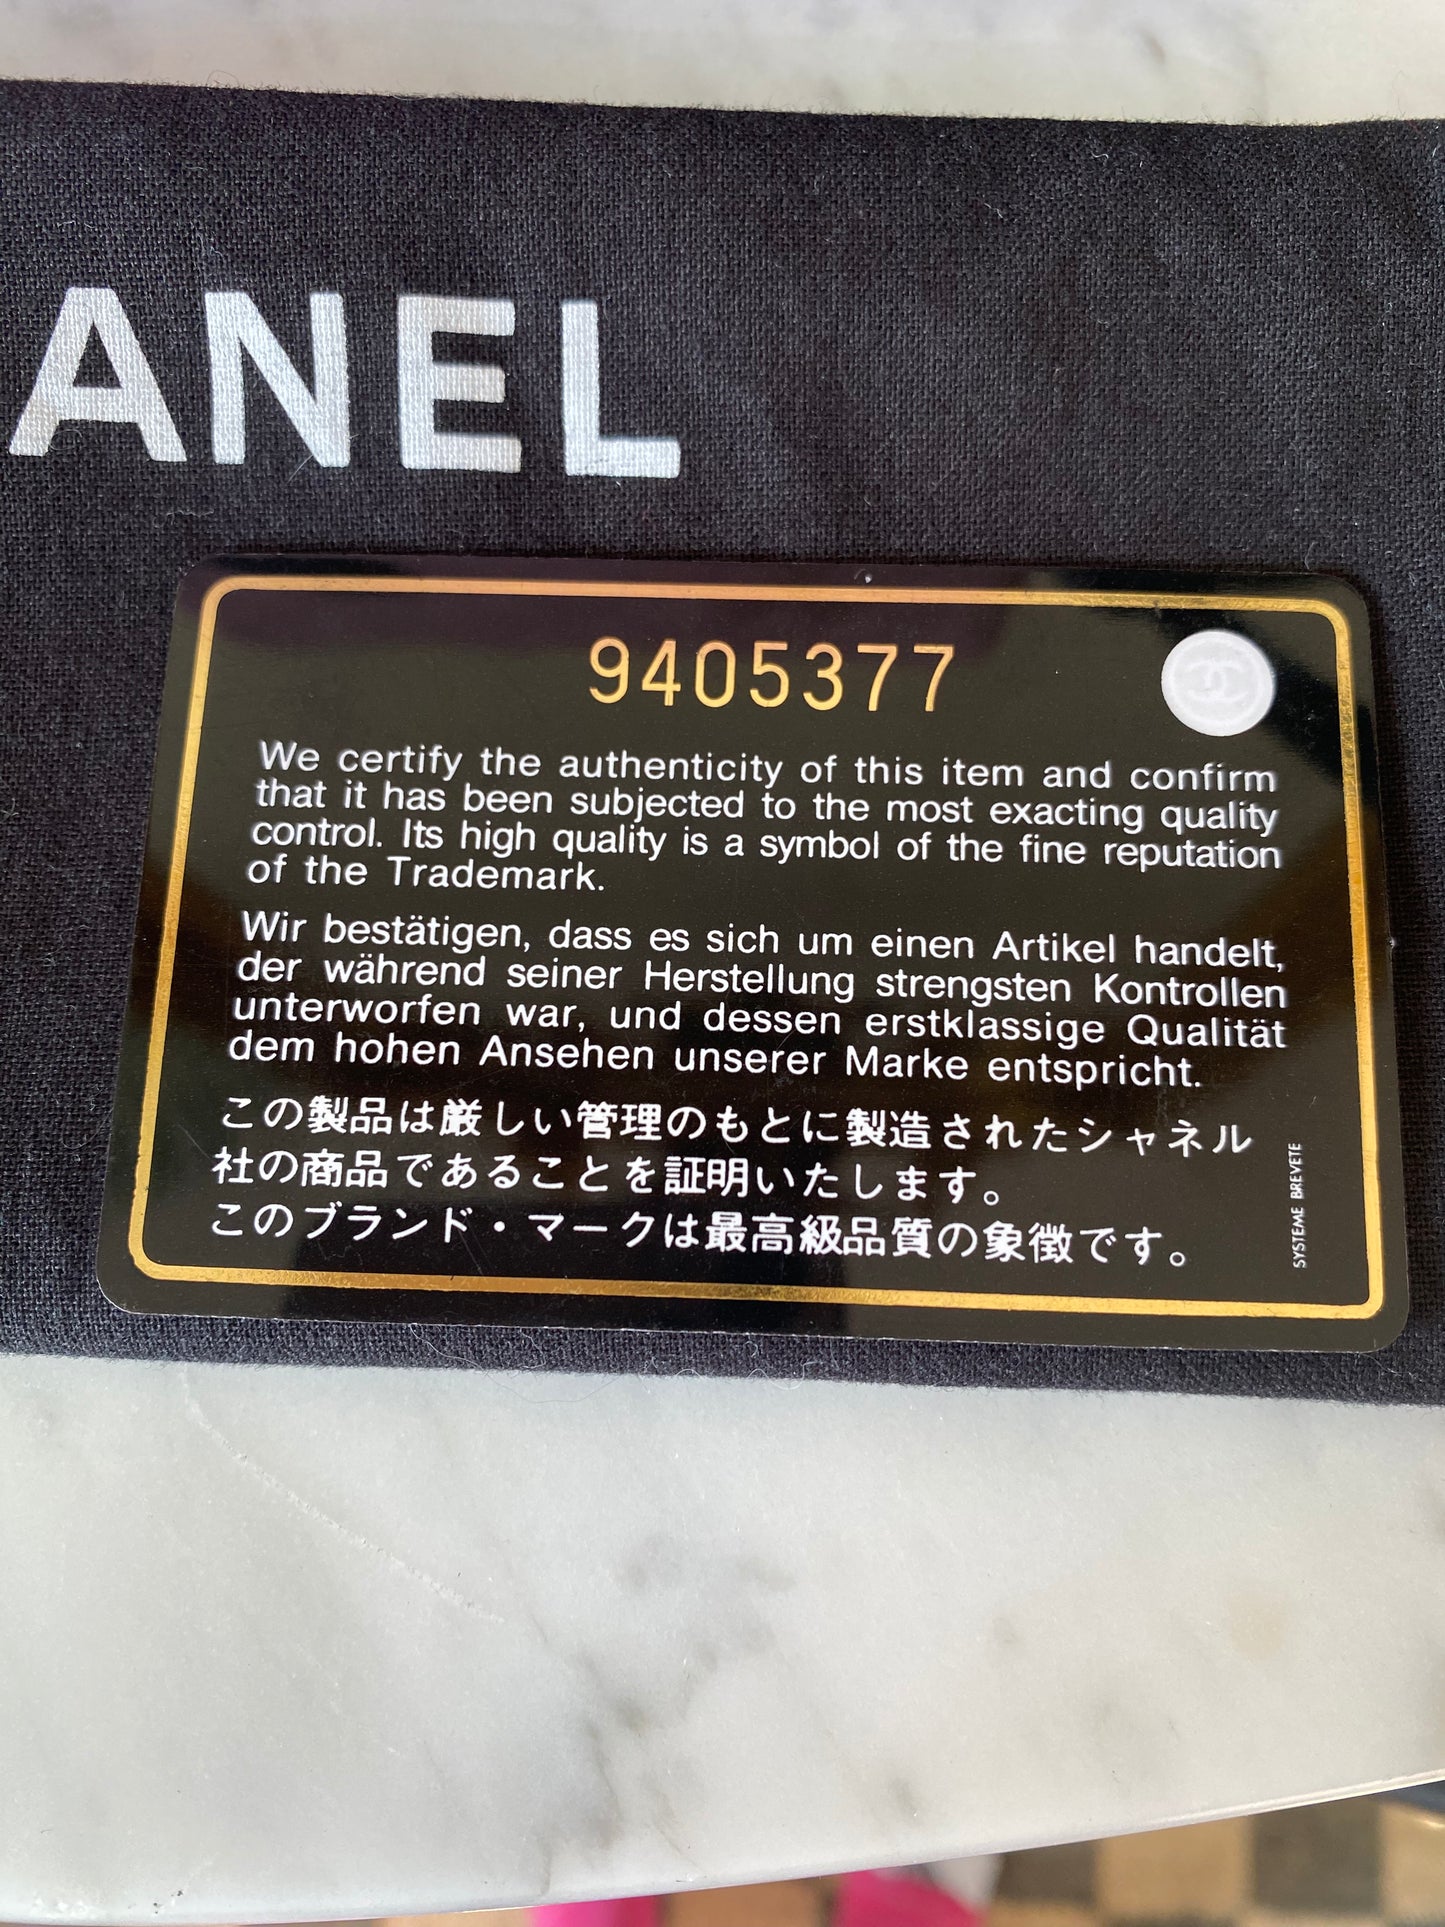 ANEL
9405377
We certify the authenticity of this item and confirm
that it has been subjected to the most exacting quality
control. Its high quality is a symbol of the fine reputation
of the Trademark.
Wir bestätigen, dass es sich um einen Artikel handelt,
der während seiner Herstellung strengsten Kontrollen
unterworfen war, und dessen erstklassige Qualität
dem hohen Ansehen unserer Marke entspricht.
この製品は厳しい管理のもとに製造されたシャネル
社の商品であることを証明いたします。
このブランド・マークは最高級品質の象徴です。
SYSTEME BREVETE